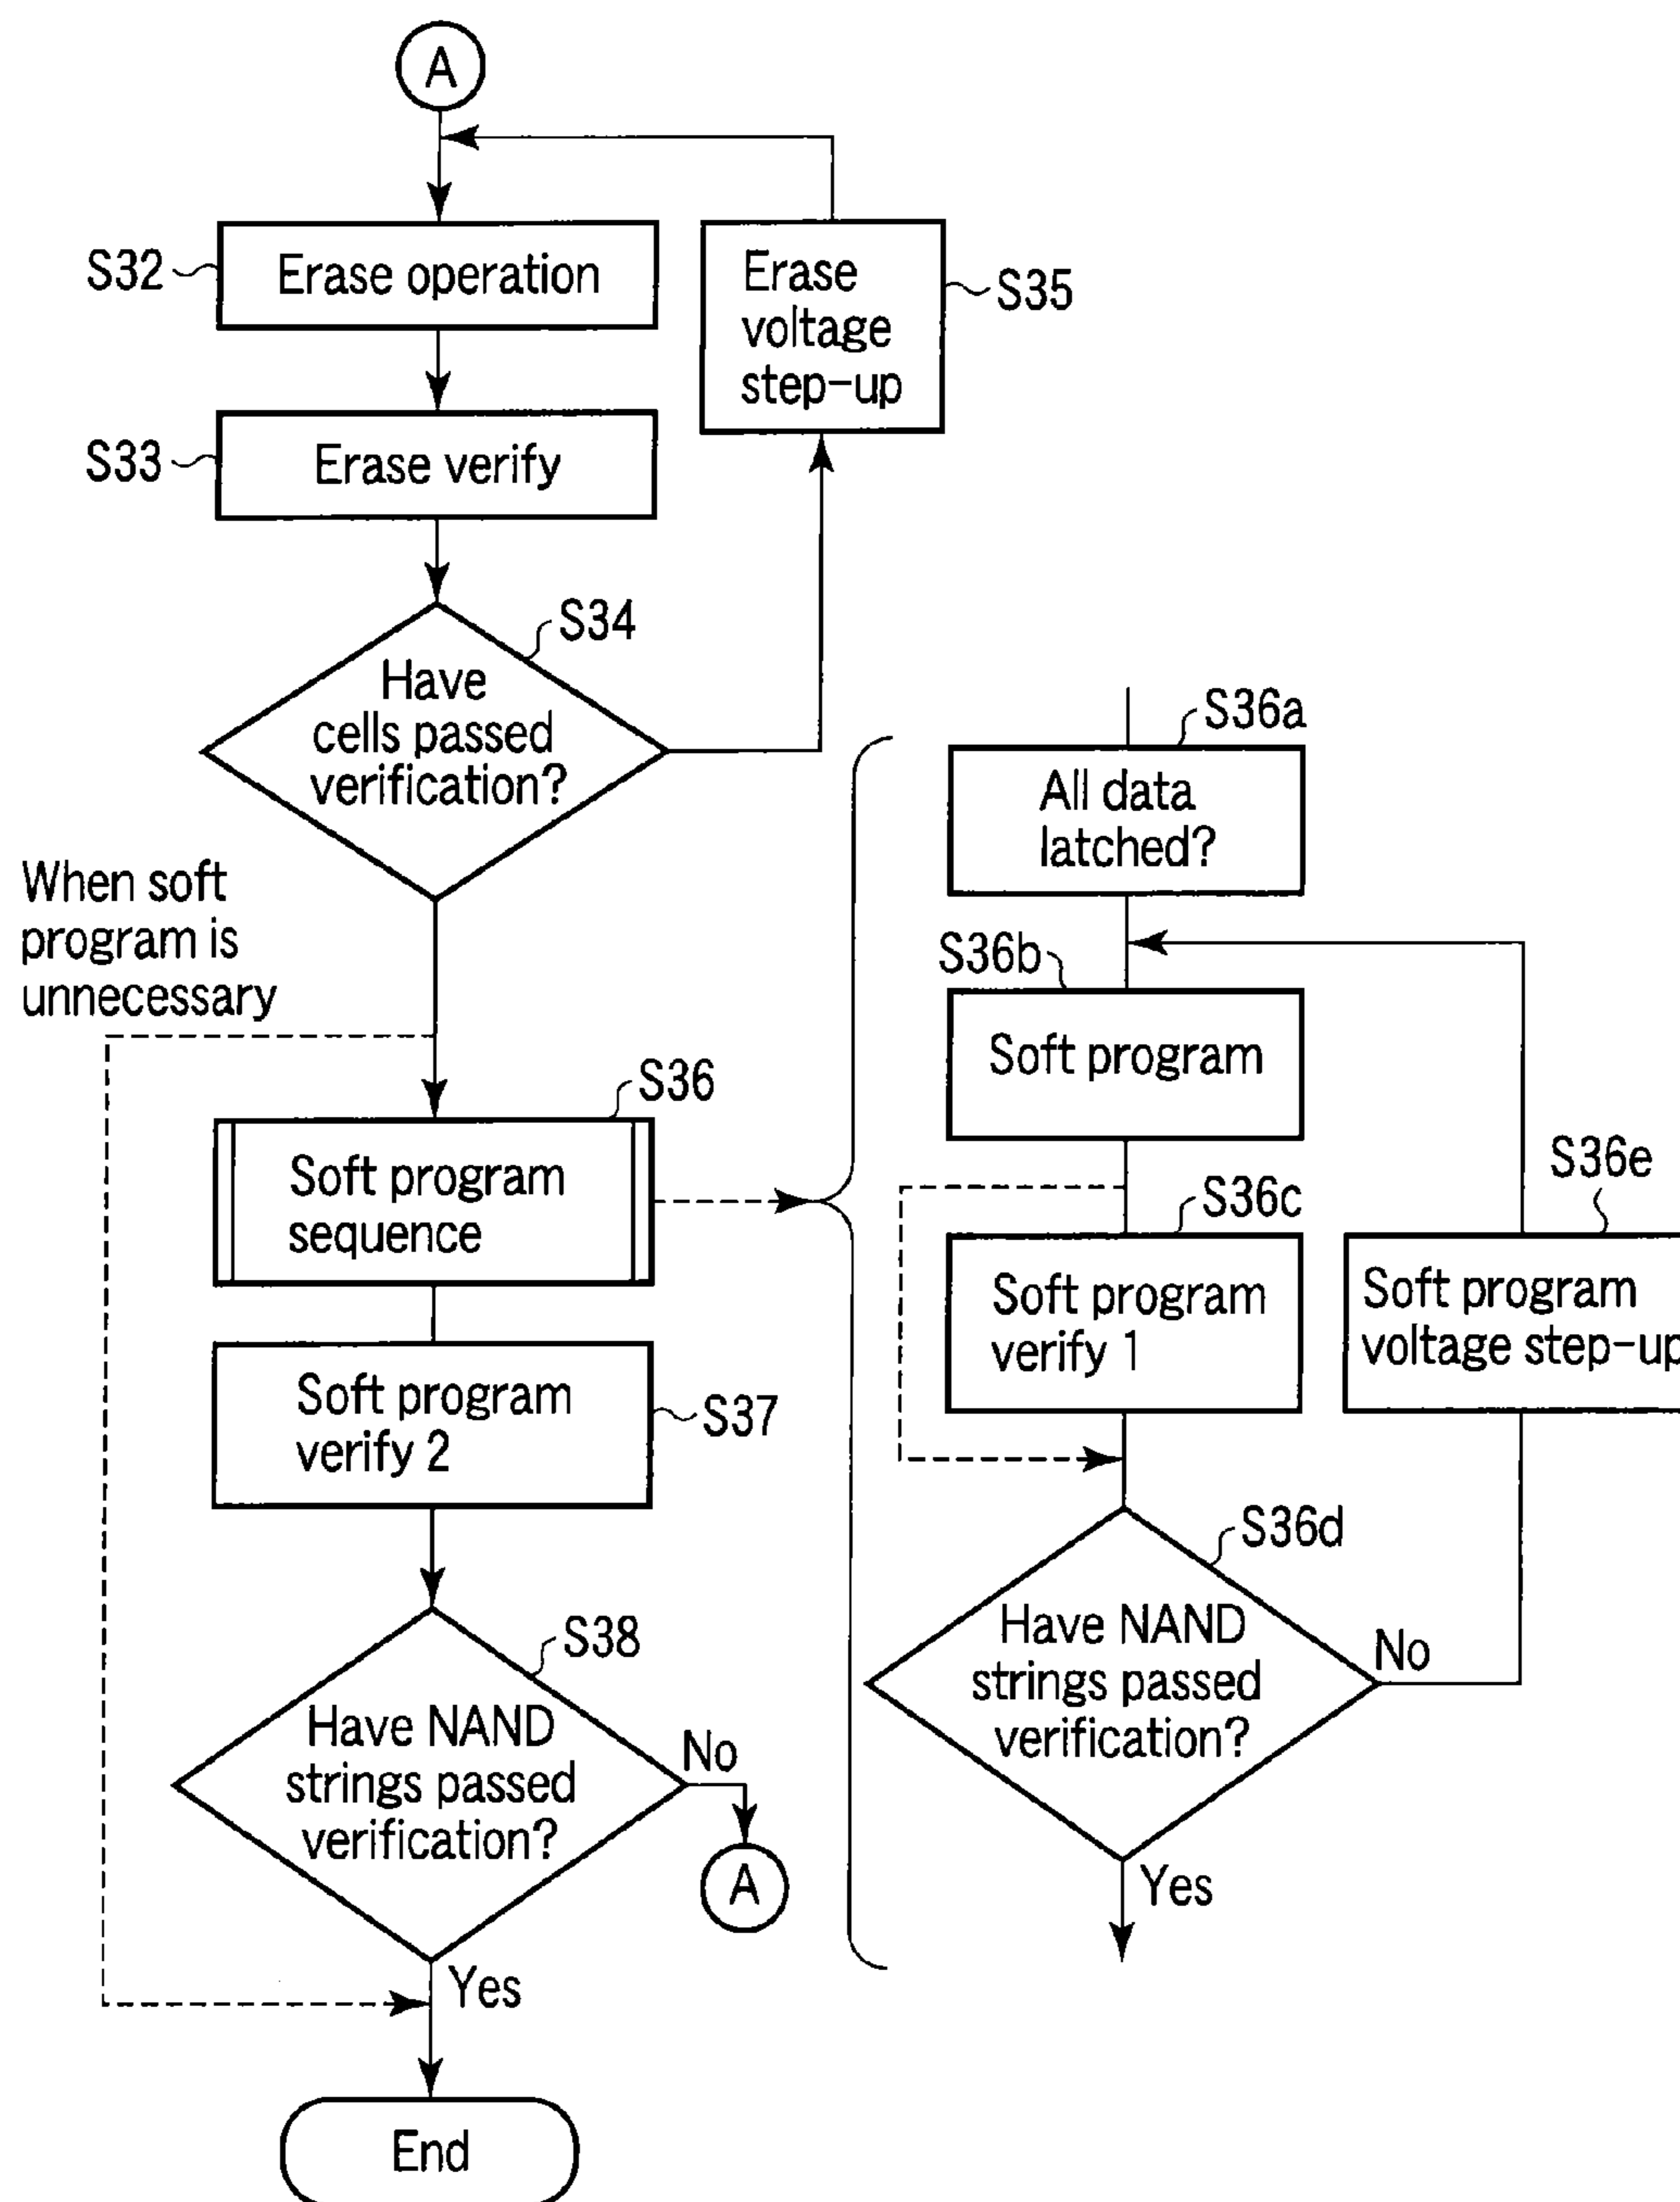 A
S32
Erase operation
Erase
voltage
step-up
S35
S33
Erase verify
S34
Have
cells passed
verification?
When soft
program is
unnecessary
S36
Soft program
sequence
Soft program
verify 2
S37
S38
Have NAND
strings passed
verification?
No
A
Yes
End
S36a
All data
latched?
S36b
Soft program
S36c
Soft program
verify 1
S36e
Soft program
voltage step-up
S36d
Have NAND
strings passed
verification?
No
Yes